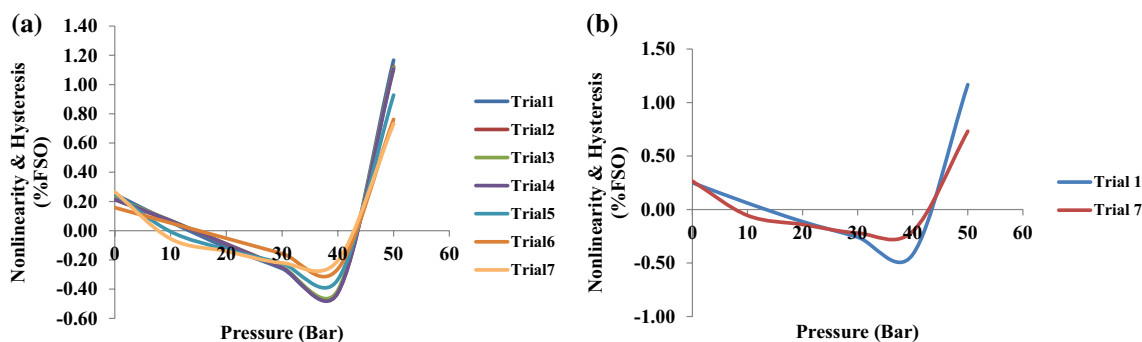 (a)
Nonlinearity & Hysteresis
(%FSO)
1.40
1.20
1.00
0.80
0.60
0.40
0.20
0.00
-0.20
-0.40
-0.60
0 10 20 30 40 50 60
Pressure (Bar)
Trial1
Trial2
Trial3
Trial4
Trial5
Trial6
Trial7
(b)
Nonlinearity & Hysteresis
(%FSO)
1.50
1.00
0.50
0.00
-0.50
-1.00
0 10 20 30 40 50 60
Pressure (Bar)
Trial 1
Trial 7